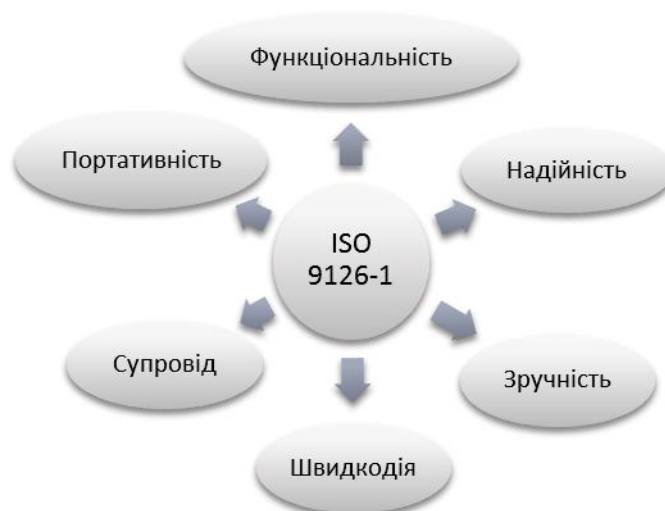 Функціональність
Портативність
Надійність
ISO
9126-1
Супровід
Зручність
Швидкодія